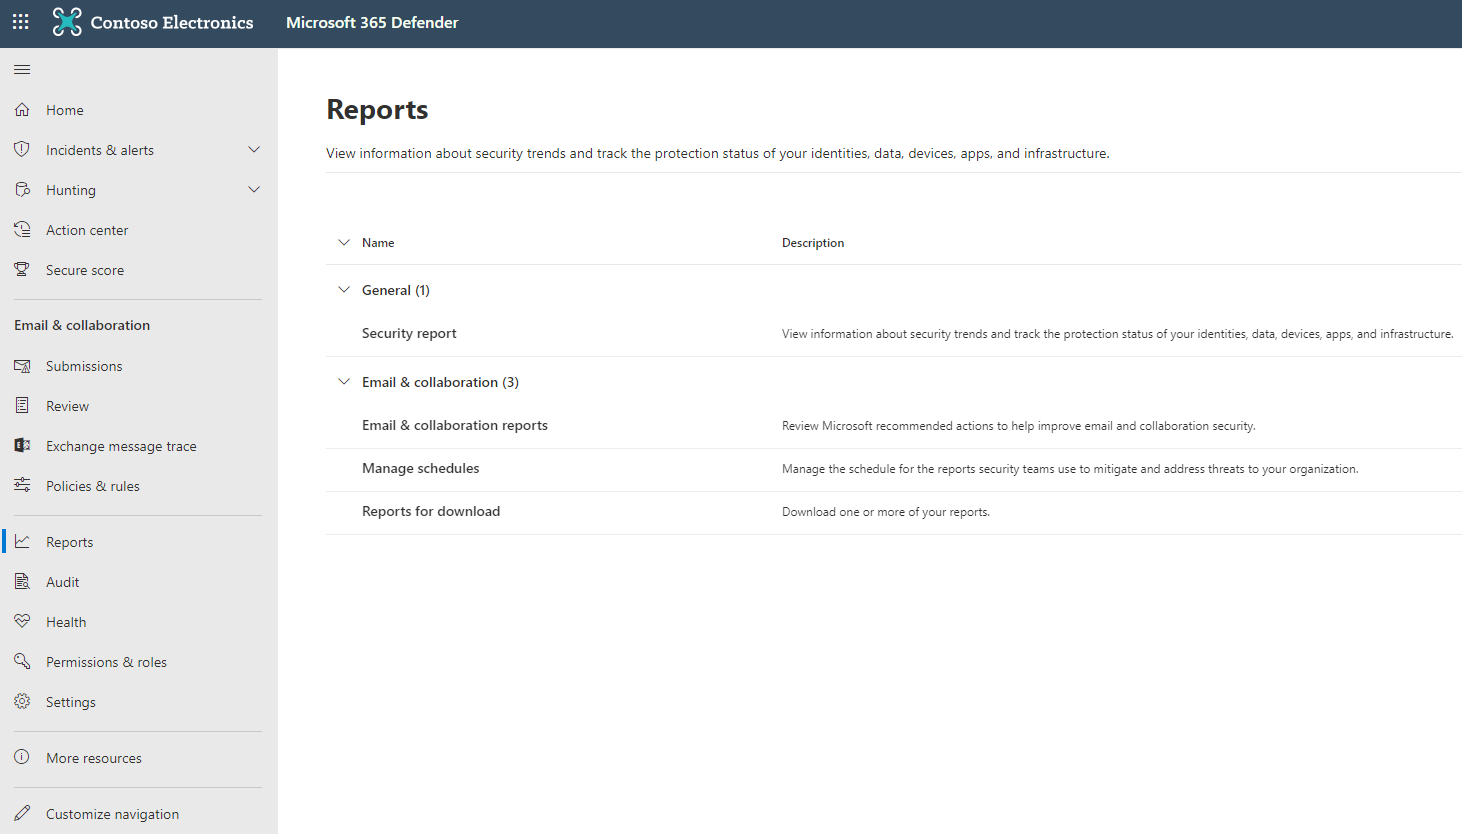 Contoso Electronics
Microsoft 365 Defender
Home
Incidents & alerts
Hunting
Action center
Secure score
Email & collaboration
Submissions
Review
Exchange message trace
Policies & rules
Reports
Audit
Health
Permissions & roles
Settings
More resources
Customize navigation
Reports
View information about security trends and track the protection status of your identities, data, devices, apps, and infrastructure.
Name Description
General (1)
Security report View information about security trends and track the protection status of your identities, data, devices, apps, and infrastructure.
Email & collaboration (3)
Email & collaboration reports Review Microsoft recommended actions to help improve email and collaboration security.
Manage schedules Manage the schedule for the reports security teams use to mitigate and address threats to your organization.
Reports for download Download one or more of your reports.